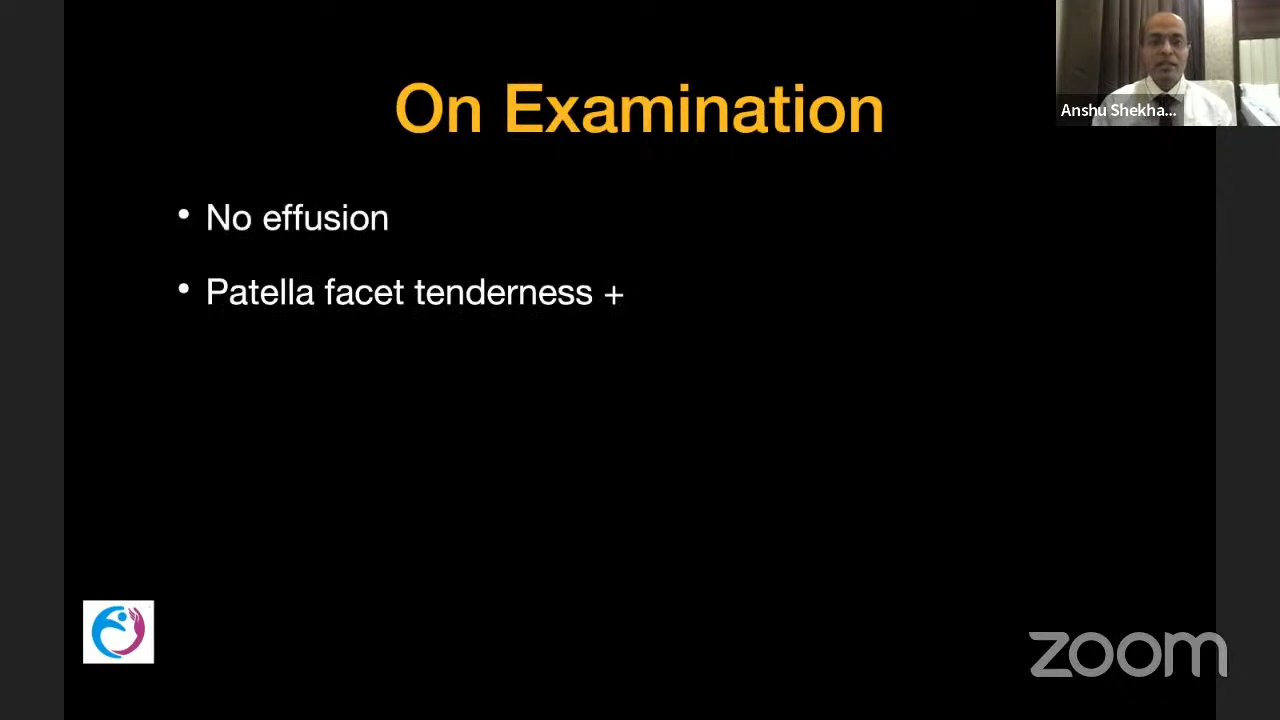 On Examination
Anshu Shekha...
• No effusion
• Patella facet tenderness +
zoom